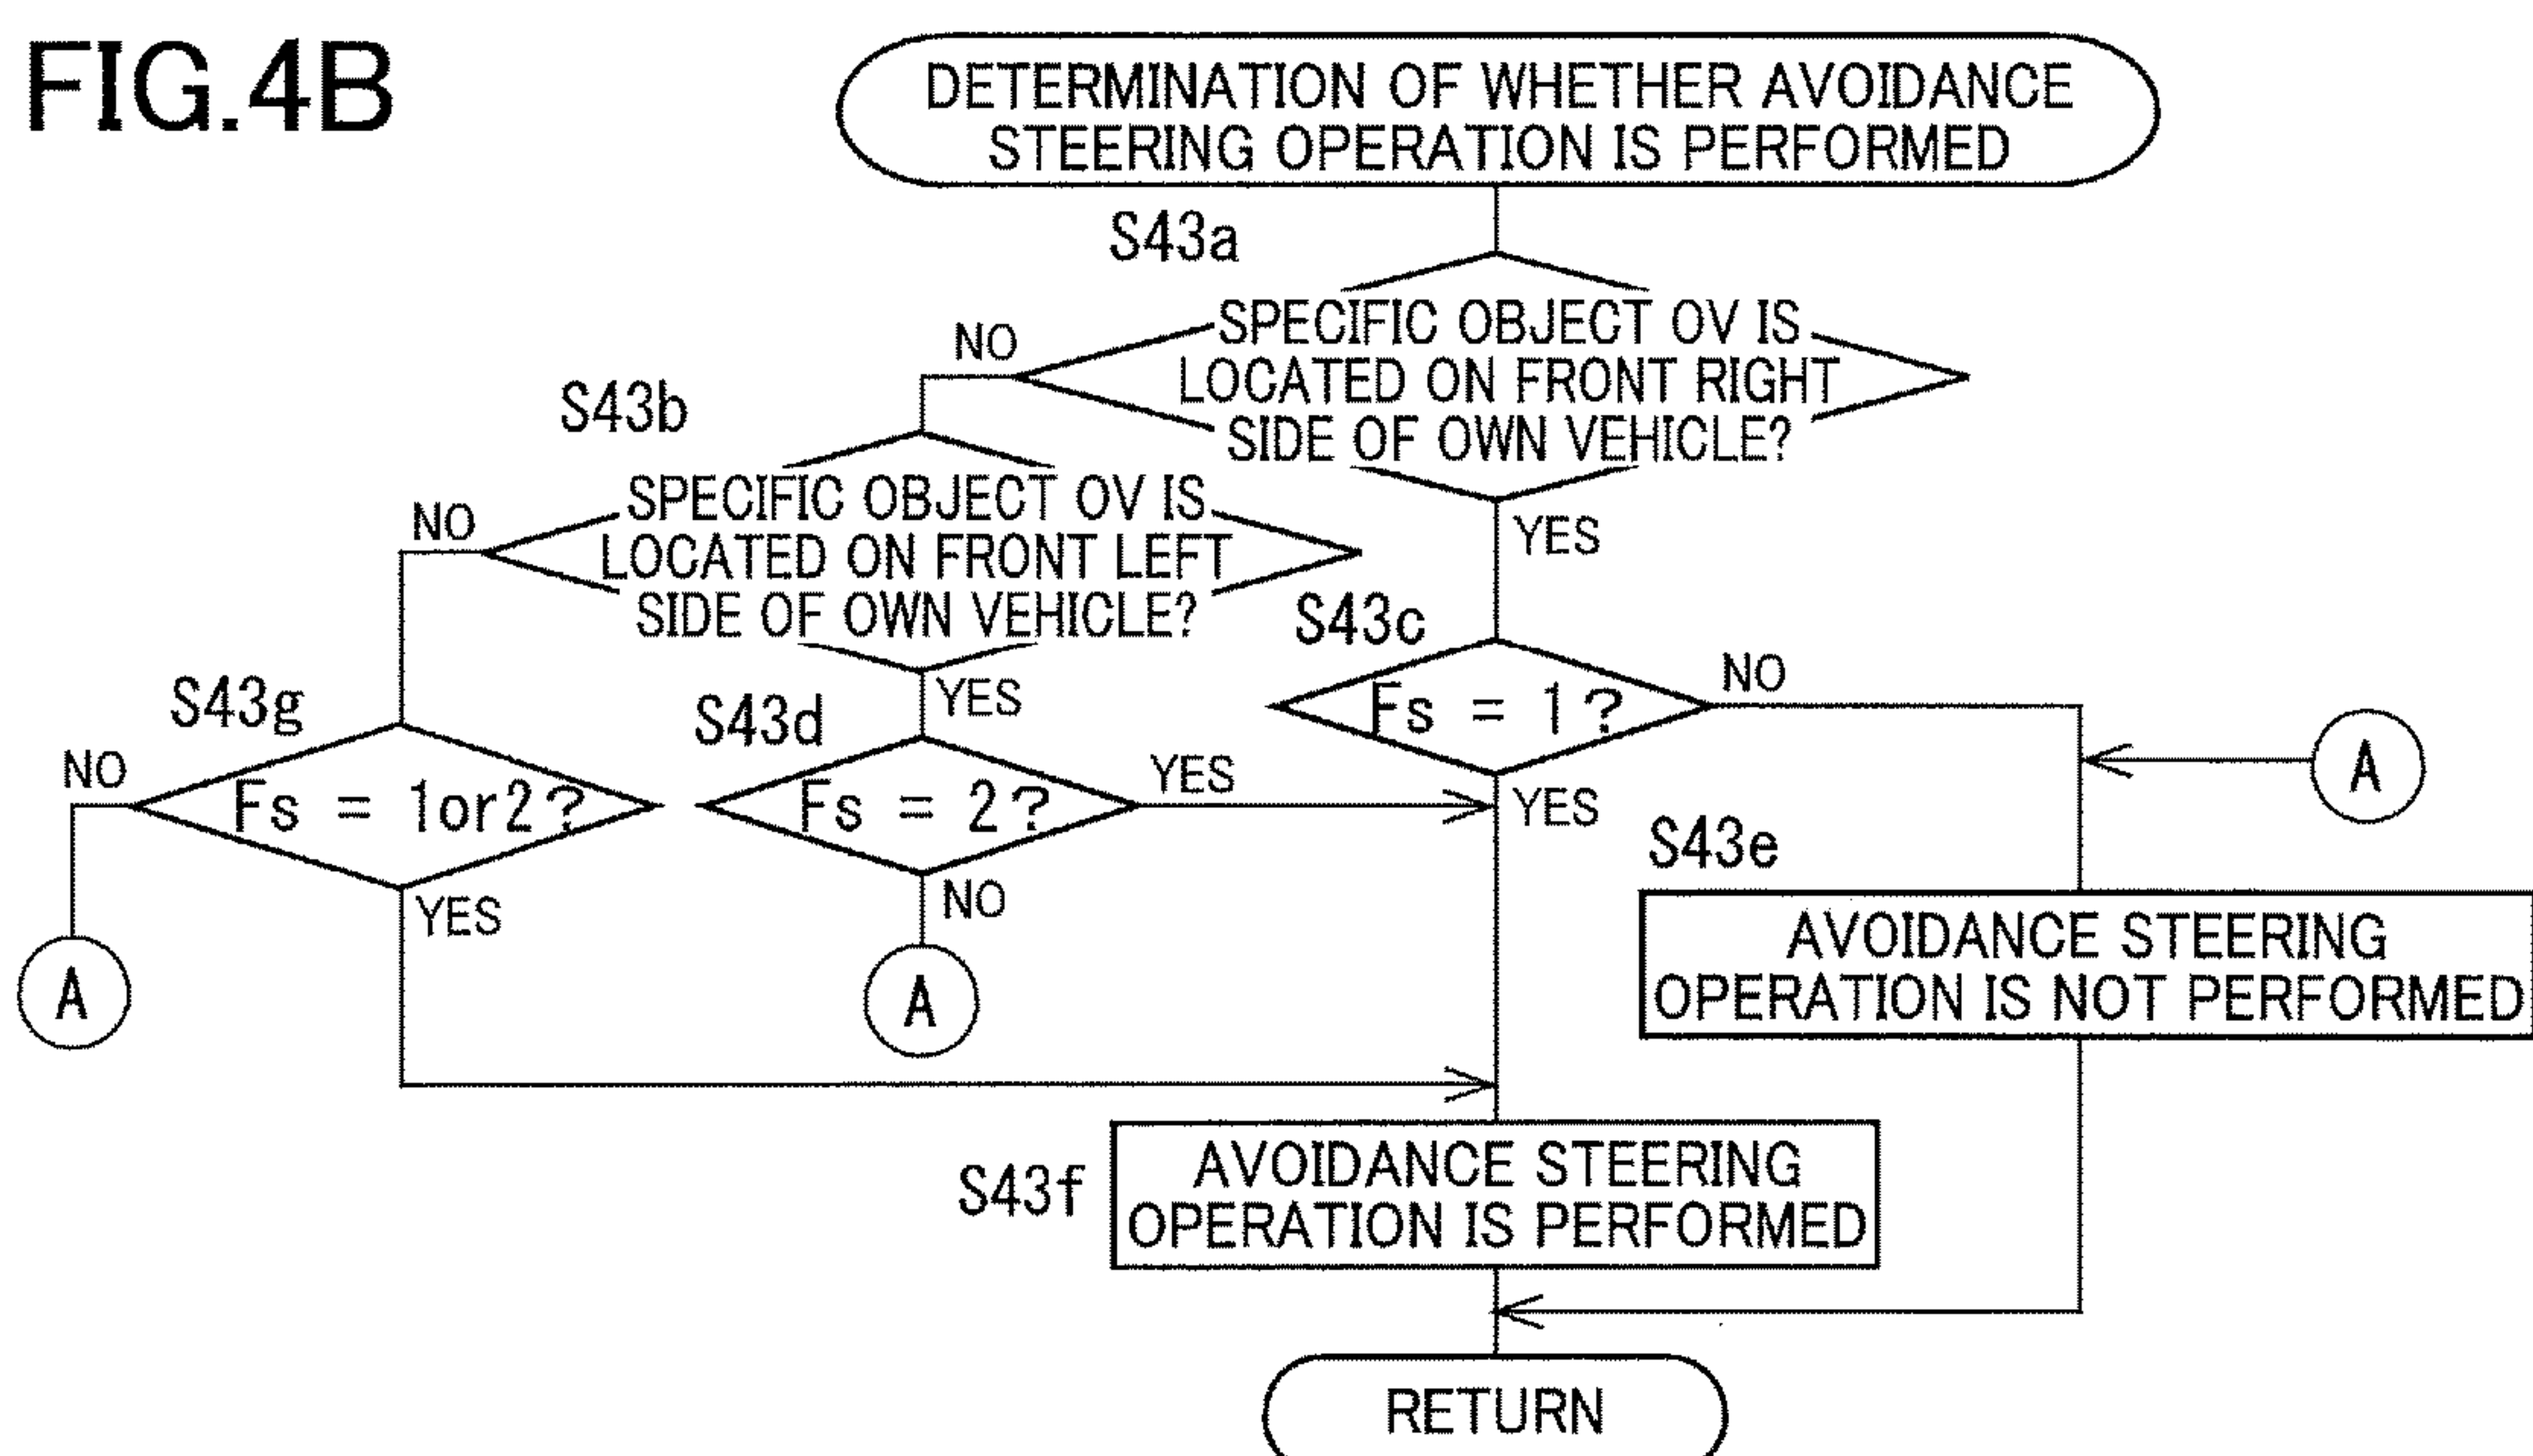 FIG.4B
DETERMINATION OF WHETHER AVOIDANCE
STEERING OPERATION IS PERFORMED
S43a
SPECIFIC OBJECT OV IS
LOCATED ON FRONT RIGHT
SIDE OF OWN VEHICLE?
NO
YES
S43b
SPECIFIC OBJECT OV IS
LOCATED ON FRONT LEFT
SIDE OF OWN VEHICLE?
NO
YES
S43c
Fs = 1?
NO
YES
S43g
Fs = 1or2?
NO
YES
S43d
Fs = 2?
YES
NO
A
A
A
S43e
AVOIDANCE STEERING
OPERATION IS NOT PERFORMED
S43f
AVOIDANCE STEERING
OPERATION IS PERFORMED
RETURN